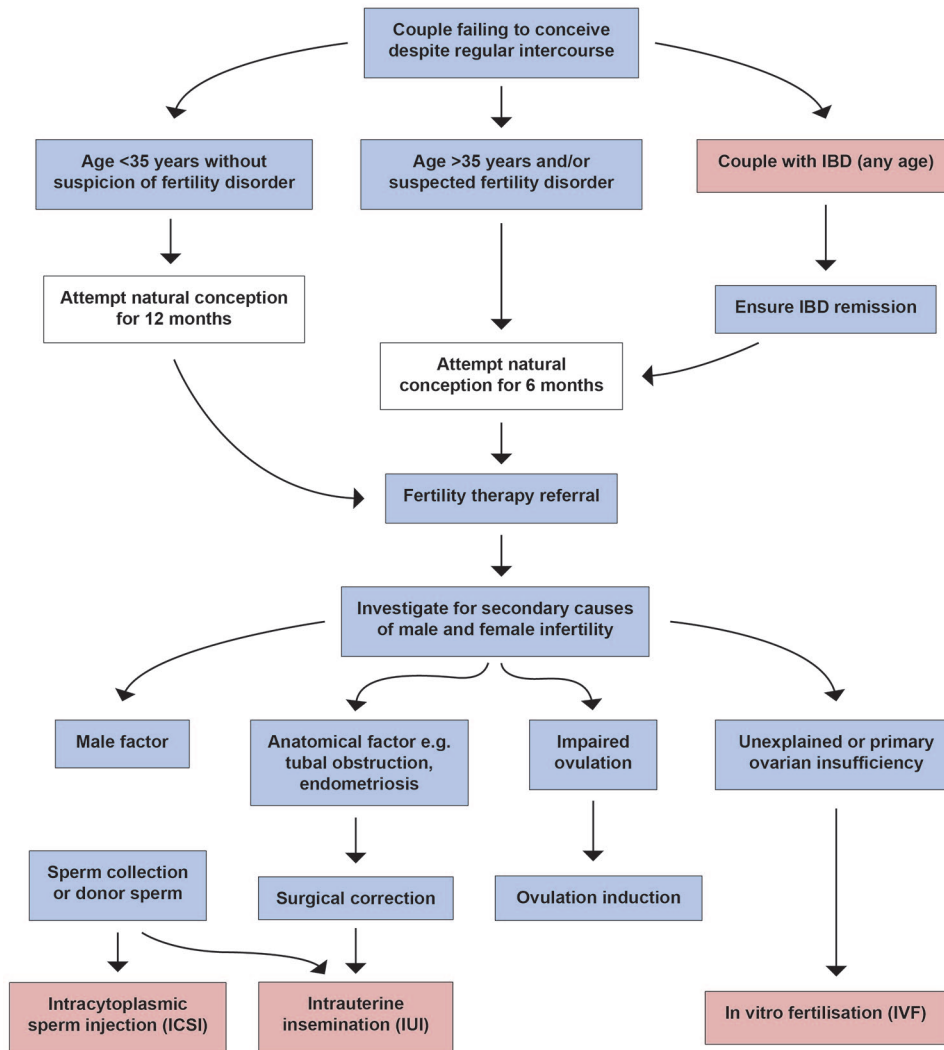 Couple failing to conceive
despite regular intercourse
Age <35 years without
suspicion of fertility disorder
Age >35 years and/or
suspected fertility disorder
Couple with IBD (any age)
Attempt natural conception
for 12 months
Ensure IBD remission
Attempt natural
conception for 6 months
Fertility therapy referral
Investigate for secondary causes
of male and female infertility
Male factor
Anatomical factor e.g.
tubal obstruction,
endometriosis
Impaired
ovulation
Unexplained or primary
ovarian insufficiency
Sperm collection
or donor sperm
Surgical correction
Ovulation induction
Intracytoplasmic
sperm injection (ICSI)
Intrauterine
insemination (IUI)
In vitro fertilisation (IVF)